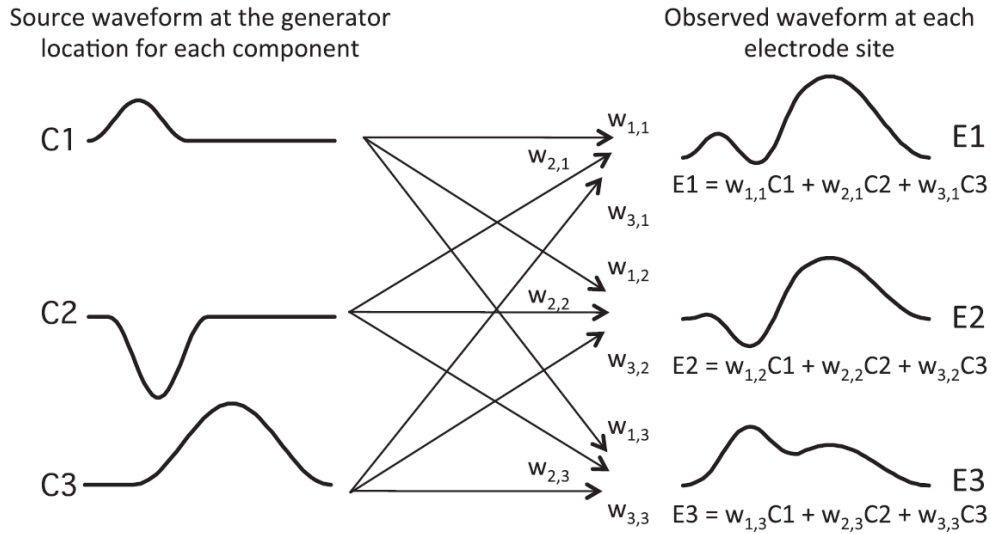 Source waveform at the generator
location for each component
Observed waveform at each
electrode site
C1
C2
C3
w1,1
w2,1
w3,1
w1,2
w2,2
w3,2
w1,3
w2,3
w3,3
E1
E1 = w1,1C1 + w2,1C2 + w3,1C3
E2
E2 = w1,2C1 + w2,2C2 + w3,2C3
E3
E3 = w1,3C1 + w2,3C2 + w3,3C3